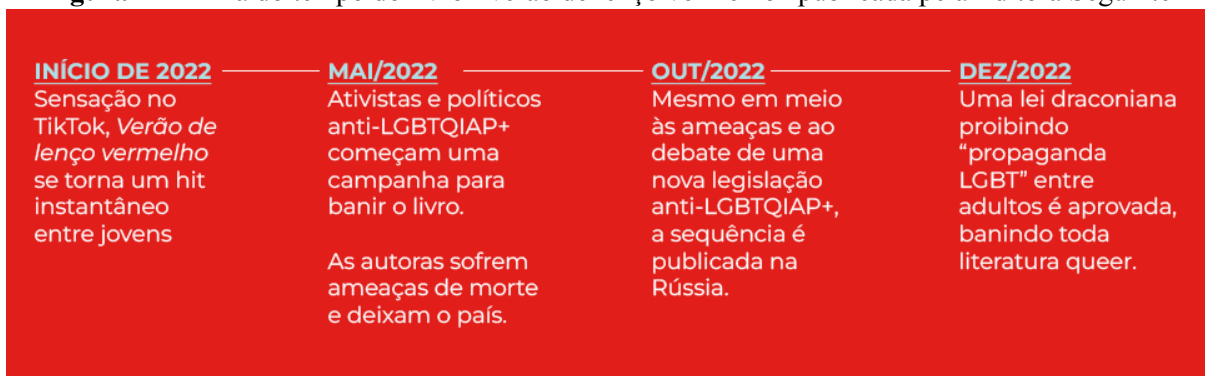 INÍCIO DE 2022
Sensação no
TikTok, Verão de
lenço vermelho
se torna um hit
instantâneo
entre jovens
MAI/2022
Ativistas e políticos
anti-LGBTQIAP+
começam uma
campanha para
banir o livro.
As autoras sofrem
ameaças de morte
e deixam o país.
OUT/2022
Mesmo em meio
às ameaças e ao
debate de uma
nova legislação
anti-LGBTQIAP+,
a sequência é
publicada na
Rússia.
DEZ/2022
Uma lei draconiana
proibindo
“propaganda
LGBT” entre
adultos é aprovada,
banindo toda
literatura queer.